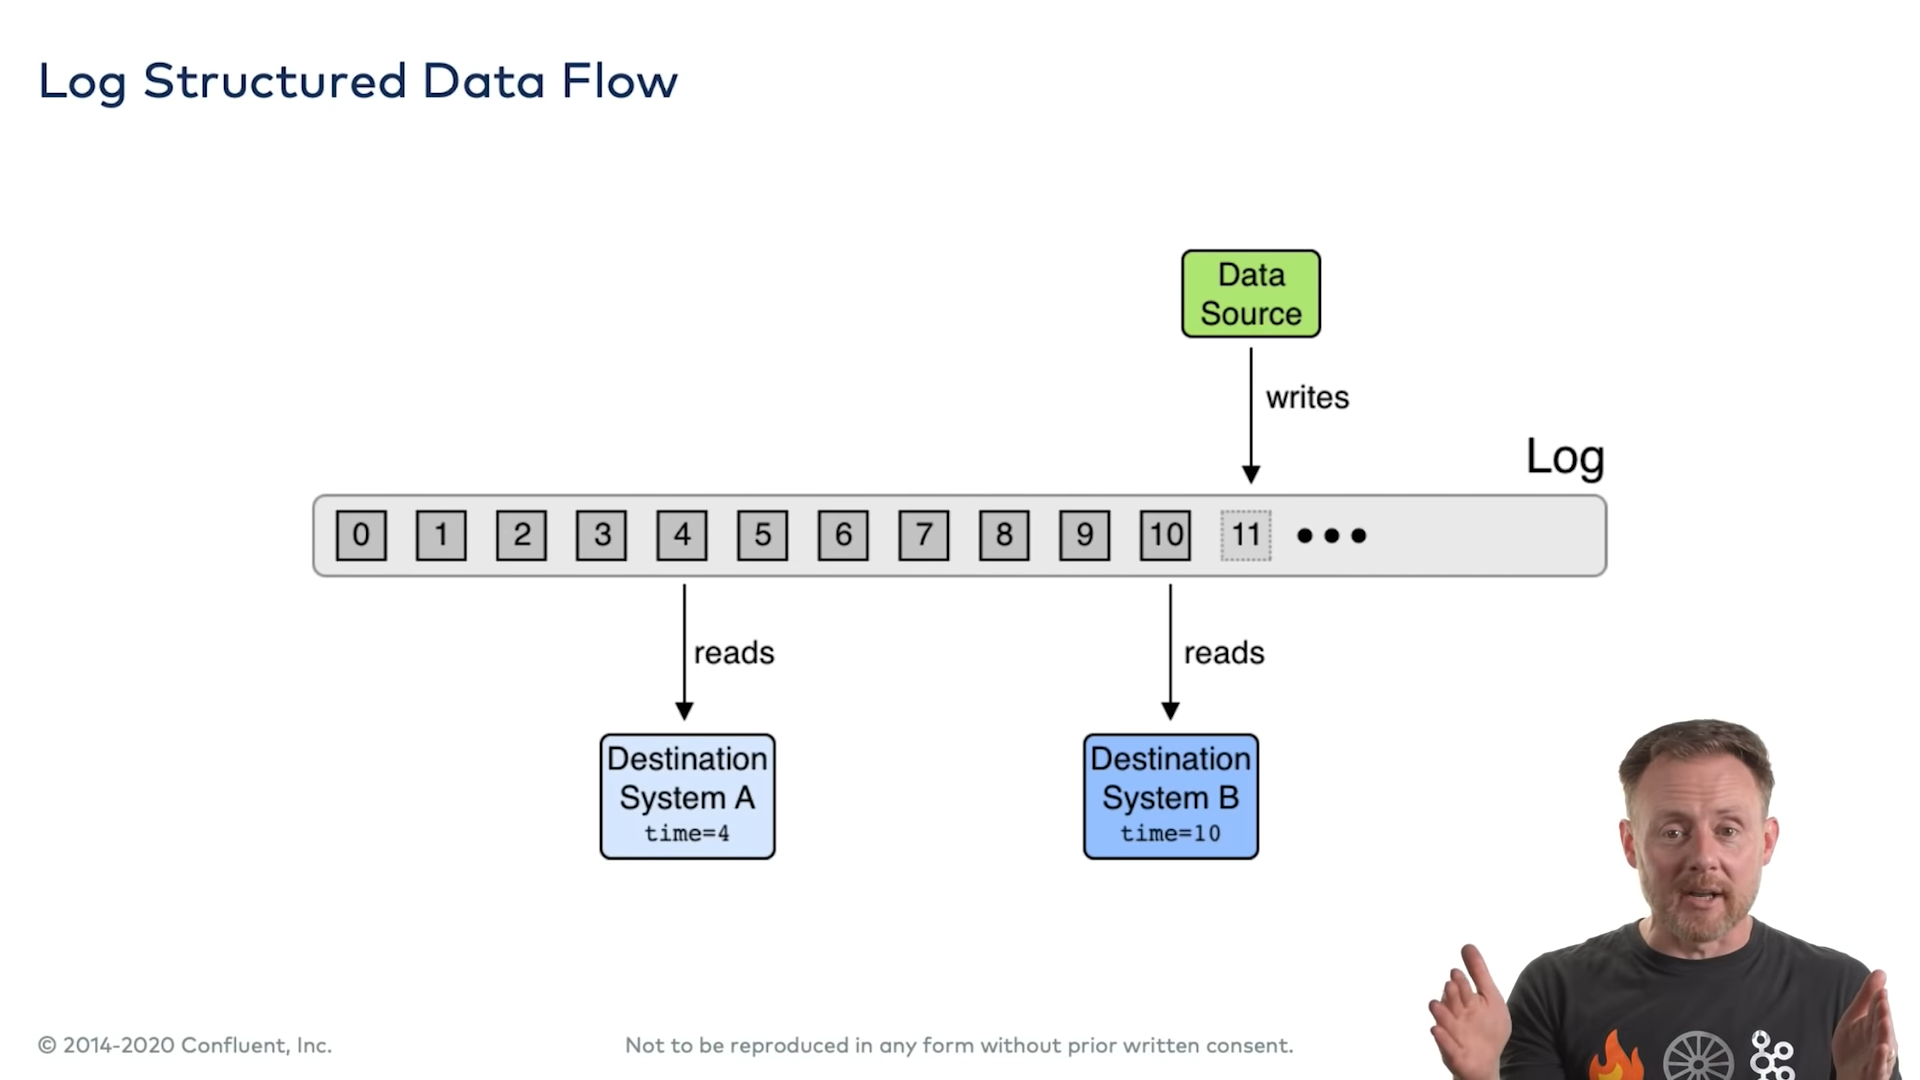 Log Structured Data Flow
Data
Source
writes
Log
0 1 2 3 4 5 6 7 8 9 10 11 •••
reads
reads
Destination
System A
time=4
Destination
System B
time=10
© 2014-2020 Confluent, Inc.
Not to be reproduced in any form without prior written consent.